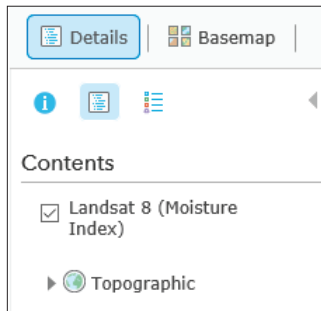 Details
Basemap
Contents
Landsat 8 (Moisture
Index)
Topographic